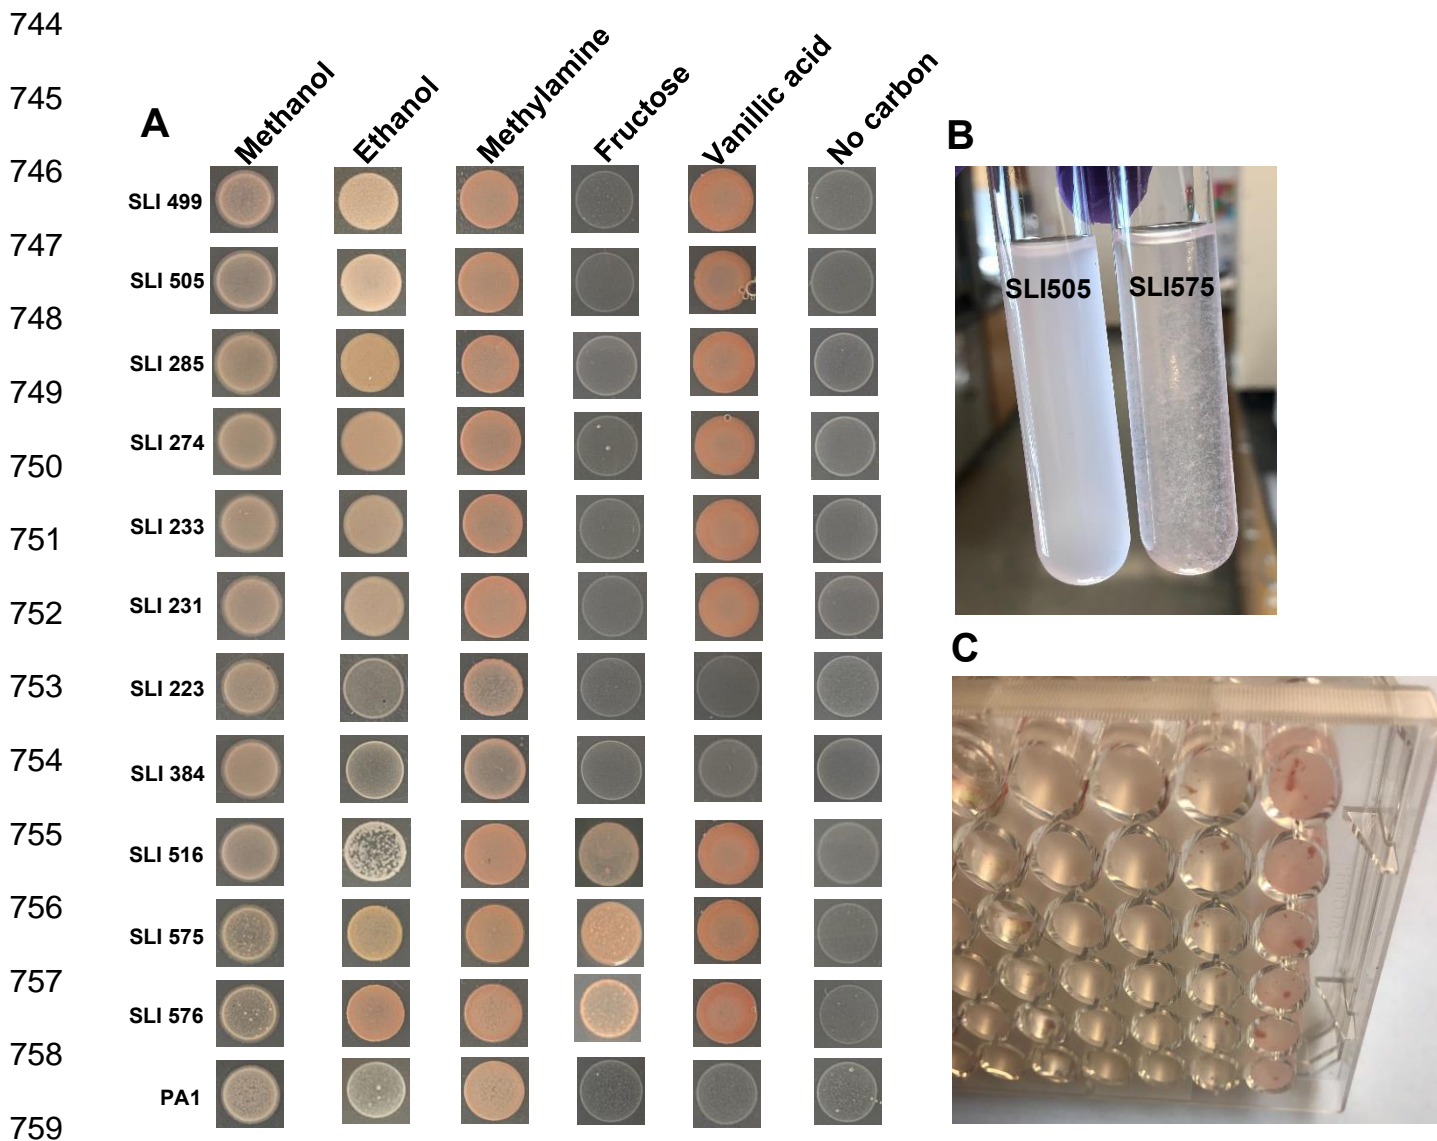 744
745
746
747
748
749
750
751
752
753
754
755
756
757
758
759
A
Methanol
Ethanol
Methylamine
Fructose
Vanillic acid
No carbon
SLI 499
SLI 505
SLI 285
SLI 274
SLI 233
SLI 231
SLI 223
SLI 384
SLI 516
SLI 575
SLI 576
PA1
B
SLI505
SLI575
C